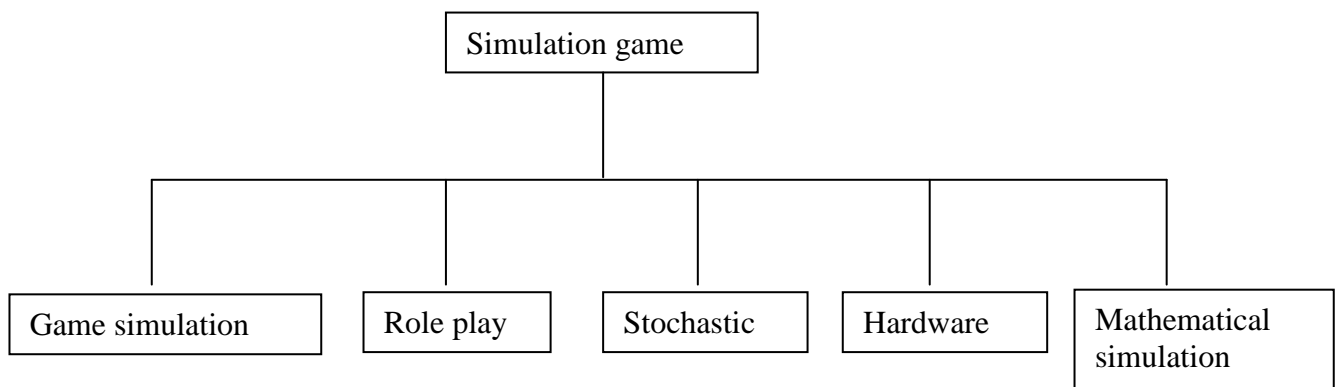 Simulation game
Game simulation
Role play
Stochastic
Hardware
Mathematical
simulation